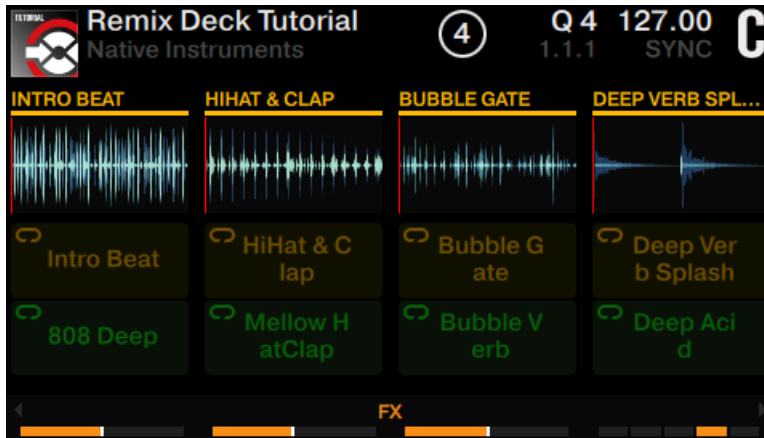 TUTORIAL
Remix Deck Tutorial
Native Instruments
4
Q 4 127.00
1.1.1 SYNC
C
INTRO BEAT
HIHAT & CLAP
BUBBLE GATE
DEEP VERB SPL...
Intro Beat
HiHat & C
lap
Bubble G
ate
Deep Ver
b Splash
808 Deep
Mellow H
atClap
Bubble V
erb
Deep Aci
d
FX